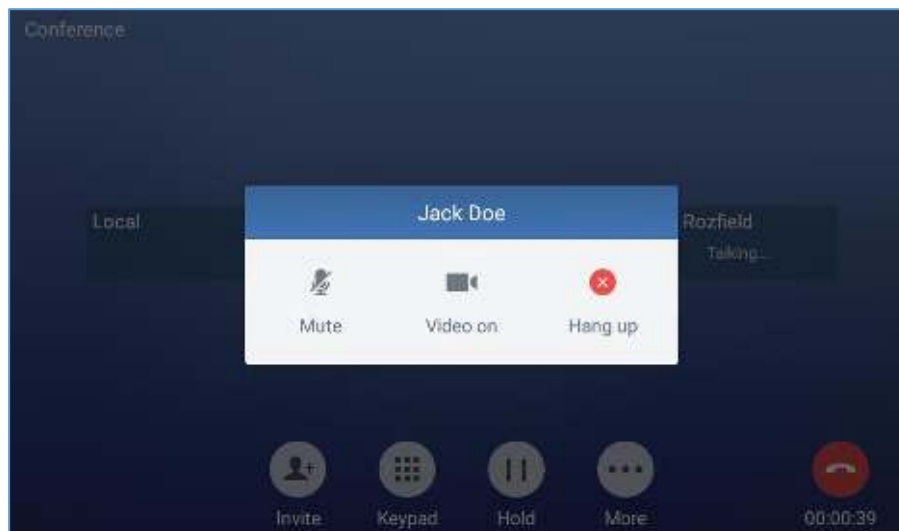 Conference
Local
Jack Doe
Rozfield
Talking...
Mute
Video on
Hang up
Invite
Keypad
Hold
More
00:00:39